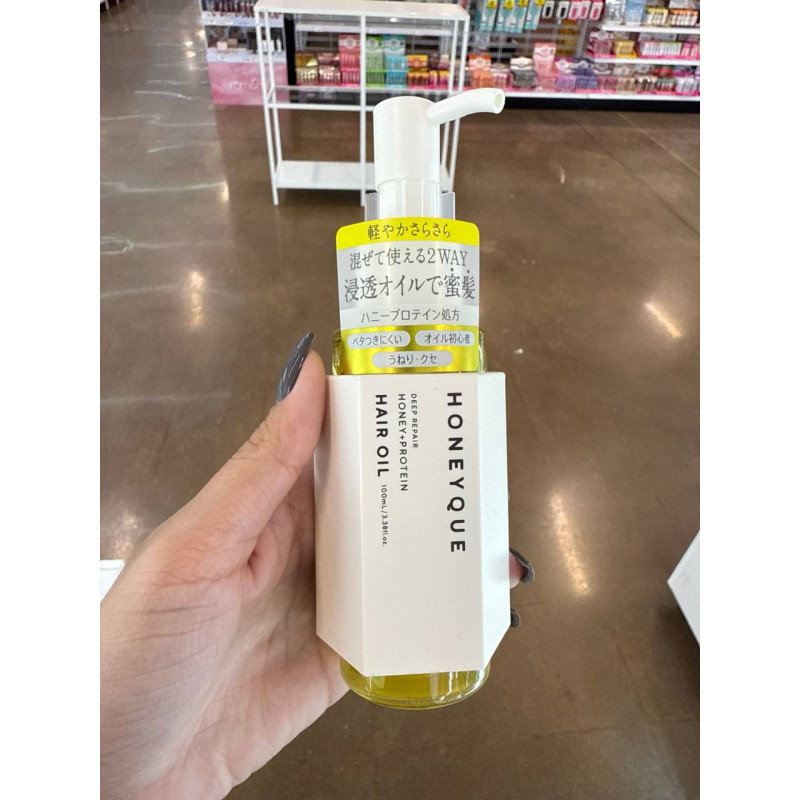 軽やかさらさら
混ぜて使える2WAY
浸透オイルで蜜髪
ハニープロテイン処方
ベタつきにくい オイル初心者
うねり・クセ
HONEYQUE
DEEP REPAIR
HONEY+PROTEIN
HAIR OIL 100mL/3.38fl.oz.